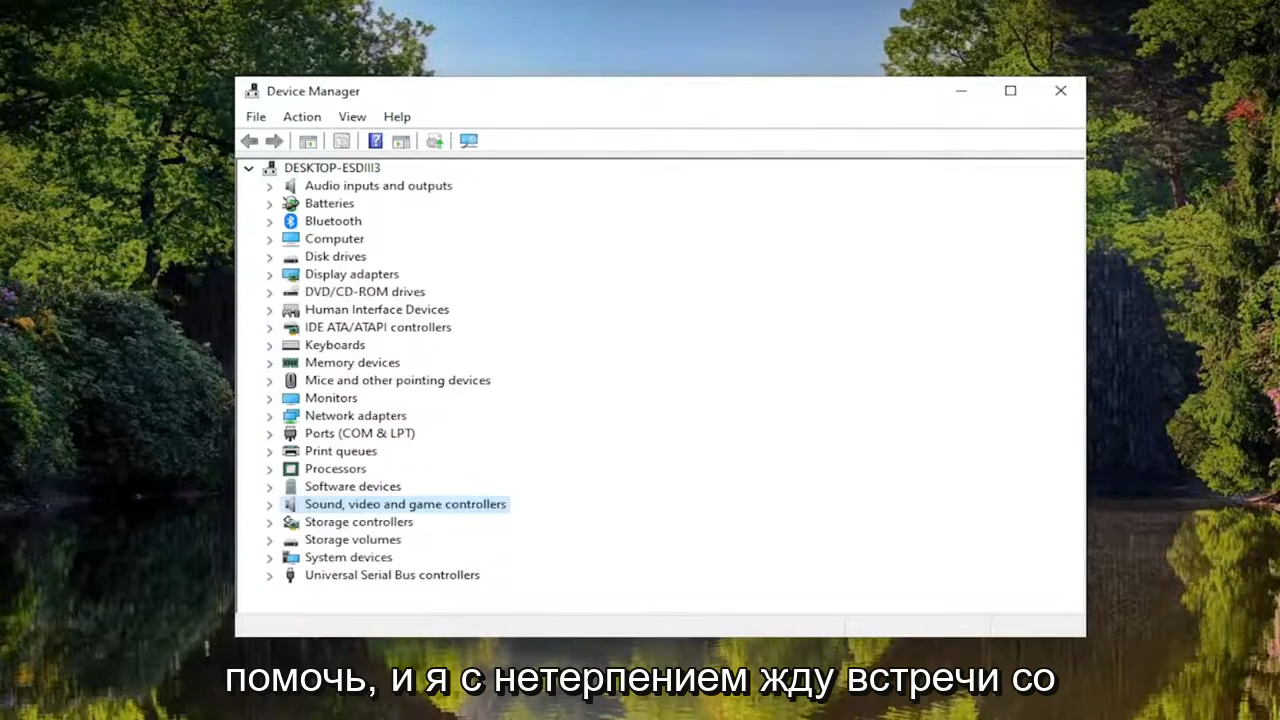 Device Manager
File Action View Help
DESKTOP-ESDIII3
Audio inputs and outputs
Batteries
Bluetooth
Computer
Disk drives
Display adapters
DVD/CD-ROM drives
Human Interface Devices
IDE ATA/ATAPI controllers
Keyboards
Memory devices
Mice and other pointing devices
Monitors
Network adapters
Ports (COM & LPT)
Print queues
Processors
Software devices
Sound, video and game controllers
Storage controllers
Storage volumes
System devices
Universal Serial Bus controllers
помочь, и я с нетерпением жду встречи со